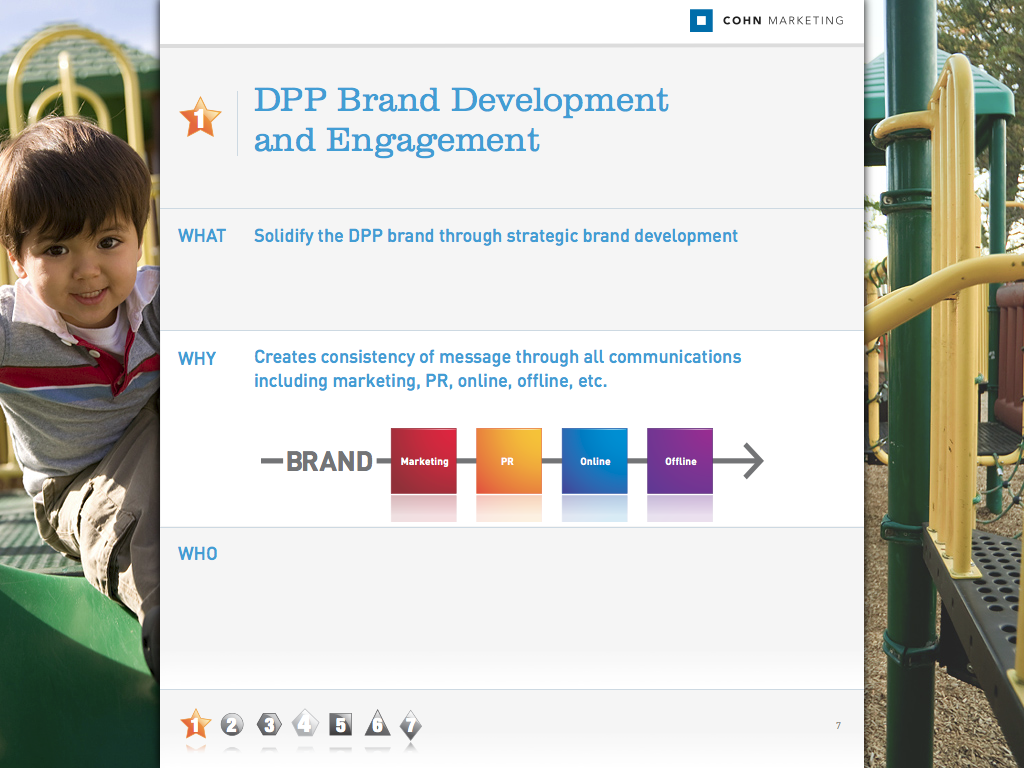 COHN MARKETING
1
DPP Brand Development
and Engagement
WHAT
Solidify the DPP brand through strategic brand development
WHY
Creates consistency of message through all communications
including marketing, PR, online, offline, etc.
BRAND
Marketing
PR
Online
Offline
WHO
1 2 3 4 5 6 7
7